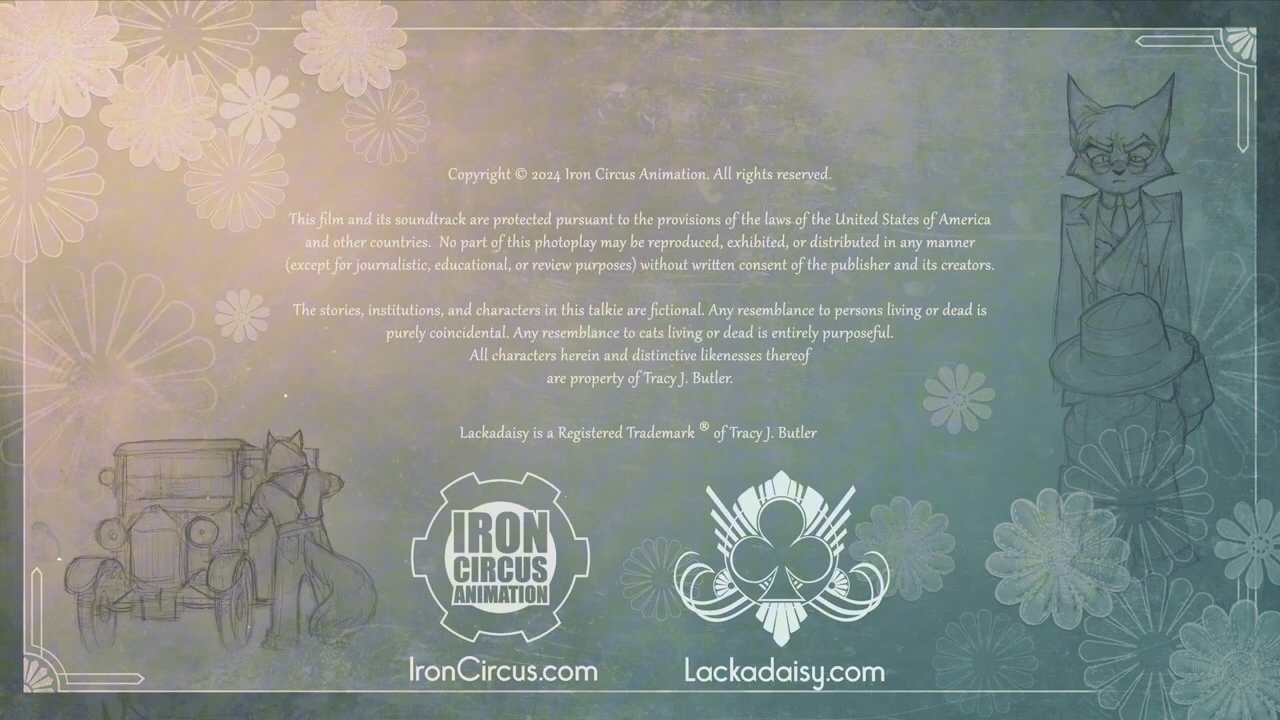 Copyright © 2024 Iron Circus Animation. All rights reserved.
This film and its soundtrack are protected pursuant to the provisions of the laws of the United States of America
and other countries.  No part of this photoplay may be reproduced, exhibited, or distributed in any manner
(except for journalistic, educational, or review purposes) without written consent of the publisher and its creators.
The stories, institutions, and characters in this talkie are fictional. Any resemblance to persons living or dead is
purely coincidental. Any resemblance to cats living or dead is entirely purposeful.
All characters herein and distinctive likenesses thereof
are property of Tracy J. Butler.
Lackadaisy is a Registered Trademark ® of Tracy J. Butler
IRON
CIRCUS
ANIMATION
IronCircus.com
Lackadaisy.com